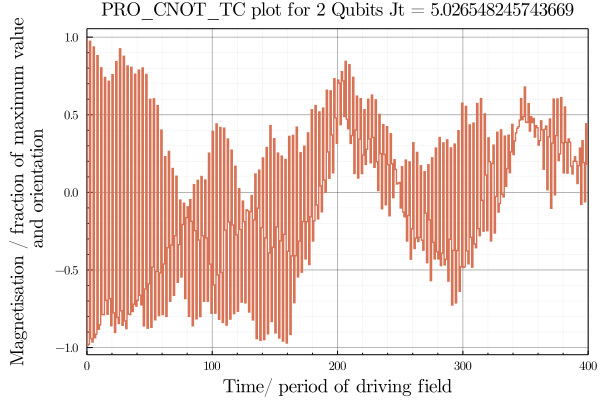 PRO_CNOT_TC plot for 2 Qubits Jt = 5.026548245743669
Magnetisation / fraction of maximum value
and orientation
1.0
0.5
0.0
−0.5
−1.0
0 100 200 300 400
Time/ period of driving field